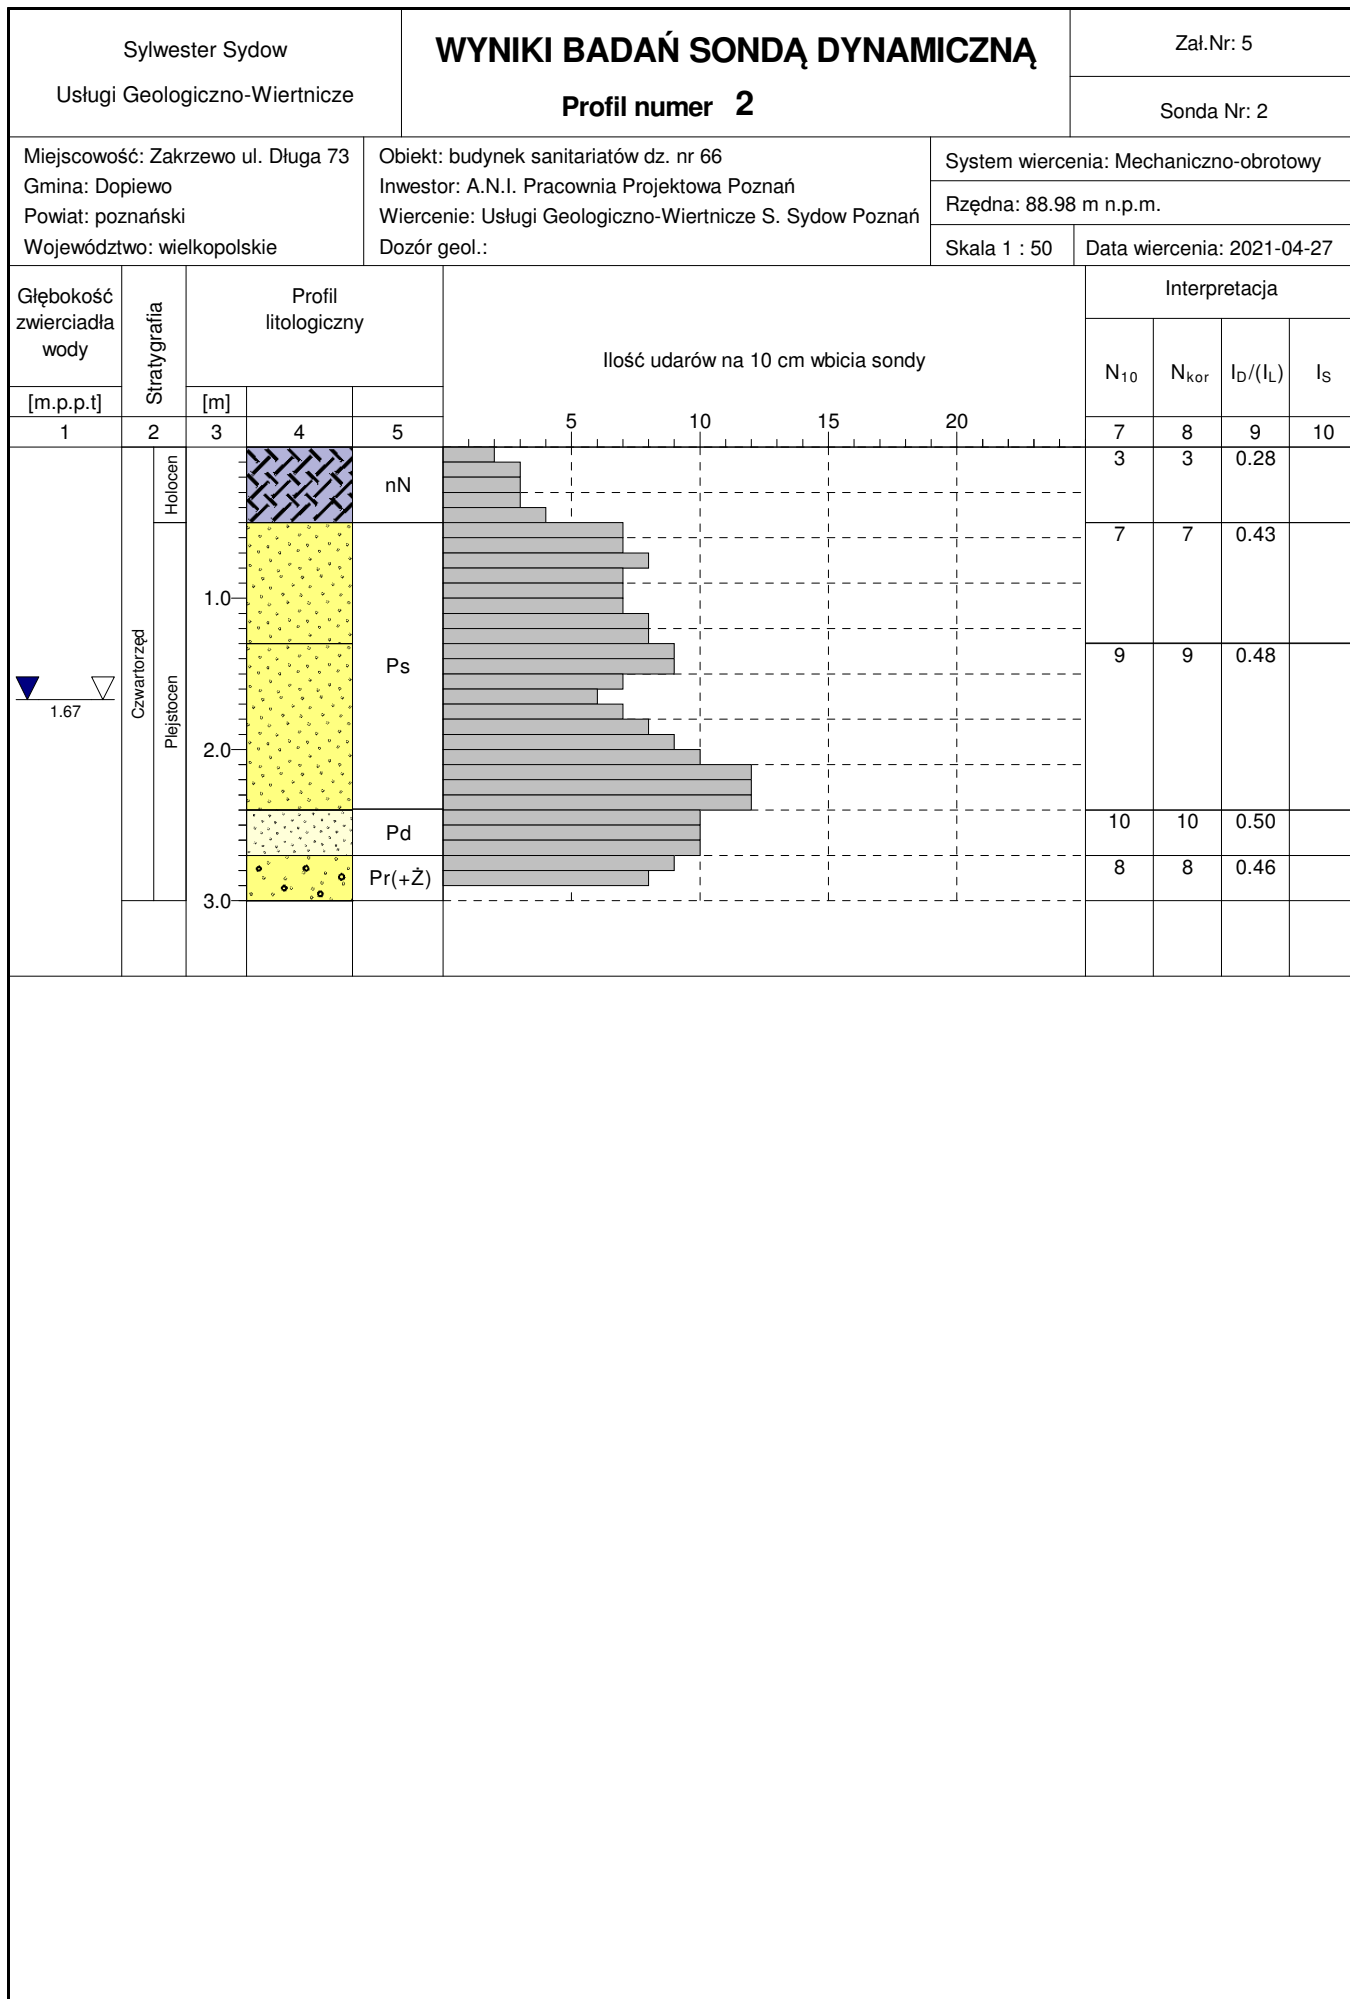 Sylwester Sydow
Usługi Geologiczno-Wiertnicze
WYNIKI BADAŃ SONDĄ DYNAMICZNĄ
Profil numer 2
Zał.Nr: 5
Sonda Nr: 2
Miejscowość: Zakrzewo ul. Długa 73
Gmina: Dopiewo
Powiat: poznański
Województwo: wielkopolskie
Obiekt: budynek sanitariatów dz. nr 66
Inwestor: A.N.I. Pracownia Projektowa Poznań
Wiercenie: Usługi Geologiczno-Wiertnicze S. Sydow Poznań
Dozór geol.:
System wiercenia: Mechaniczno-obrotowy
Rzędna: 88.98 m n.p.m.
Skala 1 : 50
Data wiercenia: 2021-04-27
Głębokość
zwierciadła
wody
[m.p.p.t]
Stratygrafia
Profil
litologiczny
[m]
Ilość udarów na 10 cm wbicia sondy
Interpretacja
N10 Nkor ID/(IL) IS
5 10 15 20
1 2 3 4 5 7 8 9 10
Holocen
nN
3 3 0.28
7 7 0.43
1.0
Czwartorzęd
Plejstocen
Ps
9 9 0.48
1.67
2.0
Pd
10 10 0.50
Pr(+Ż)
8 8 0.46
3.0